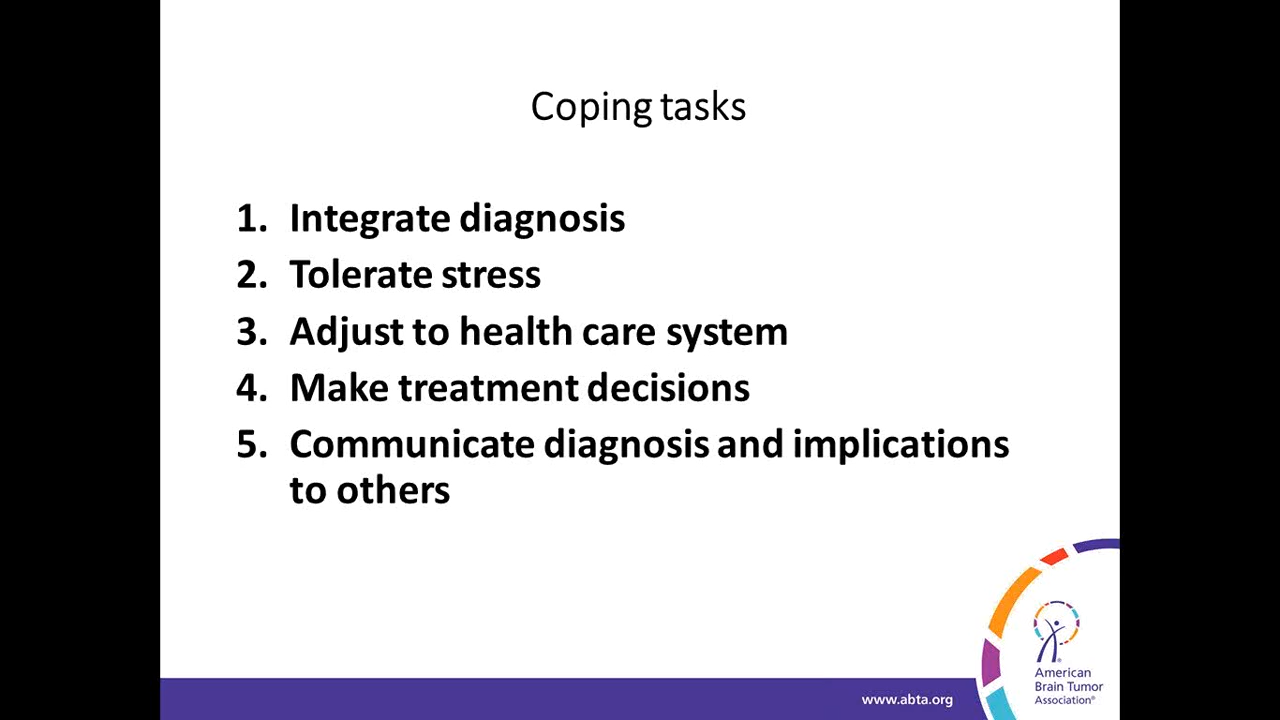 Coping tasks
1. Integrate diagnosis
2. Tolerate stress
3. Adjust to health care system
4. Make treatment decisions
5. Communicate diagnosis and implications
to others
American
Brain Tumor
Association®
www.abta.org